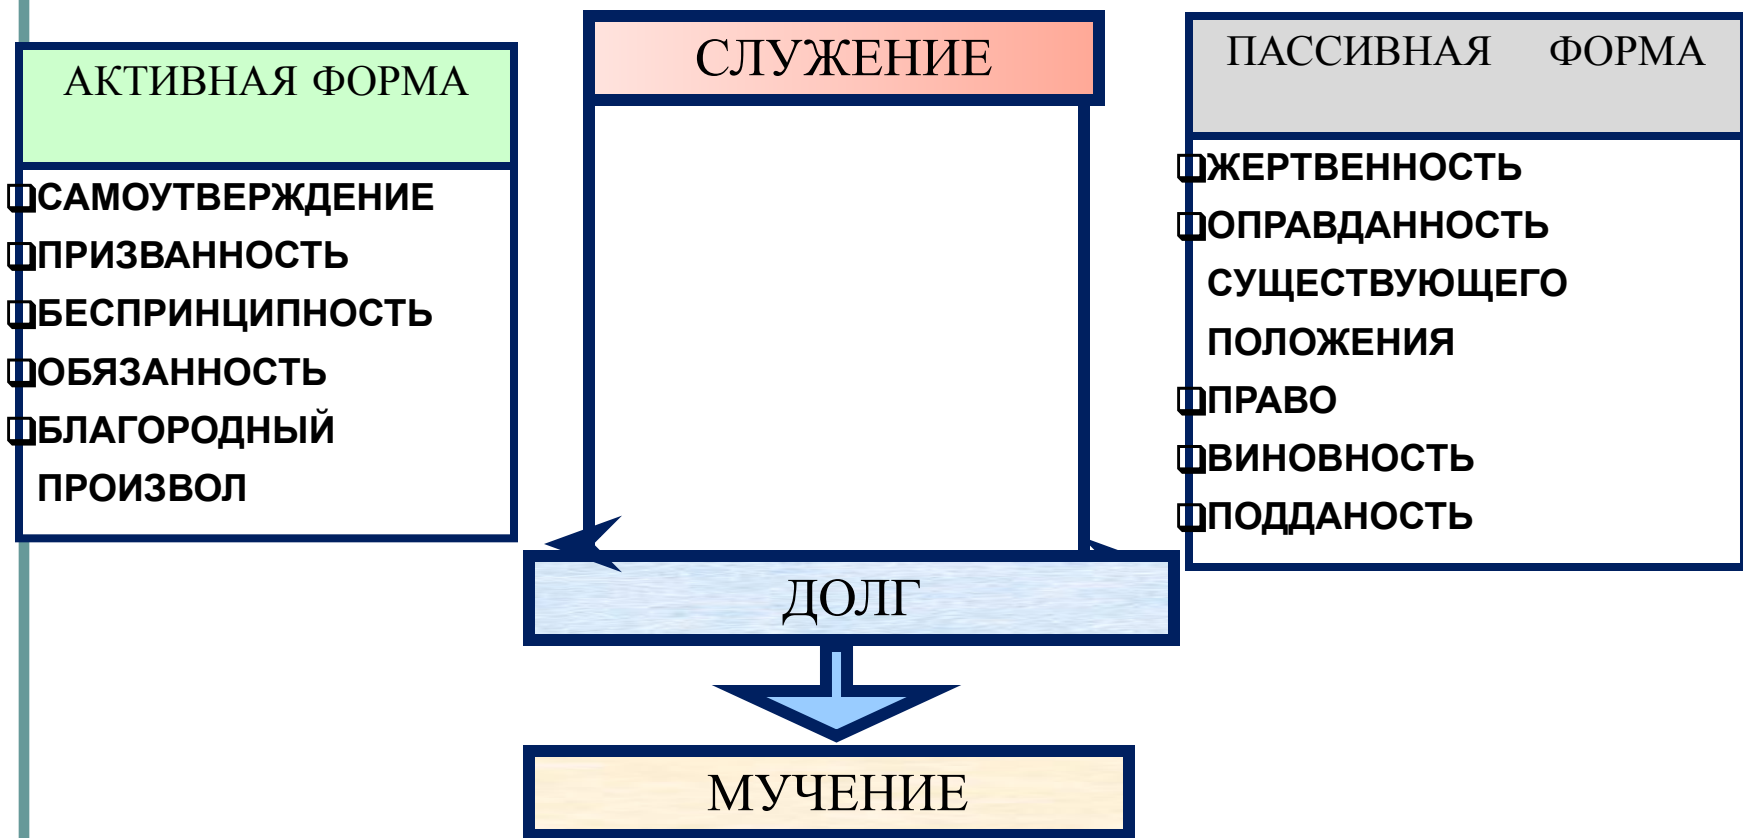 СЛУЖЕНИЕ
АКТИВНАЯ ФОРМА
САМОУТВЕРЖДЕНИЕ
ПРИЗВАННОСТЬ
БЕСПРИНЦИПНОСТЬ
ОБЯЗАННОСТЬ
БЛАГОРОДНЫЙ
ПРОИЗВОЛ
ПАССИВНАЯ ФОРМА
ЖЕРТВЕННОСТЬ
ОПРАВДАННОСТЬ
СУЩЕСТВУЮЩЕГО
ПОЛОЖЕНИЯ
ПРАВО
ВИНОВНОСТЬ
ПОДДАНОСТЬ
ДОЛГ
МУЧЕНИЕ